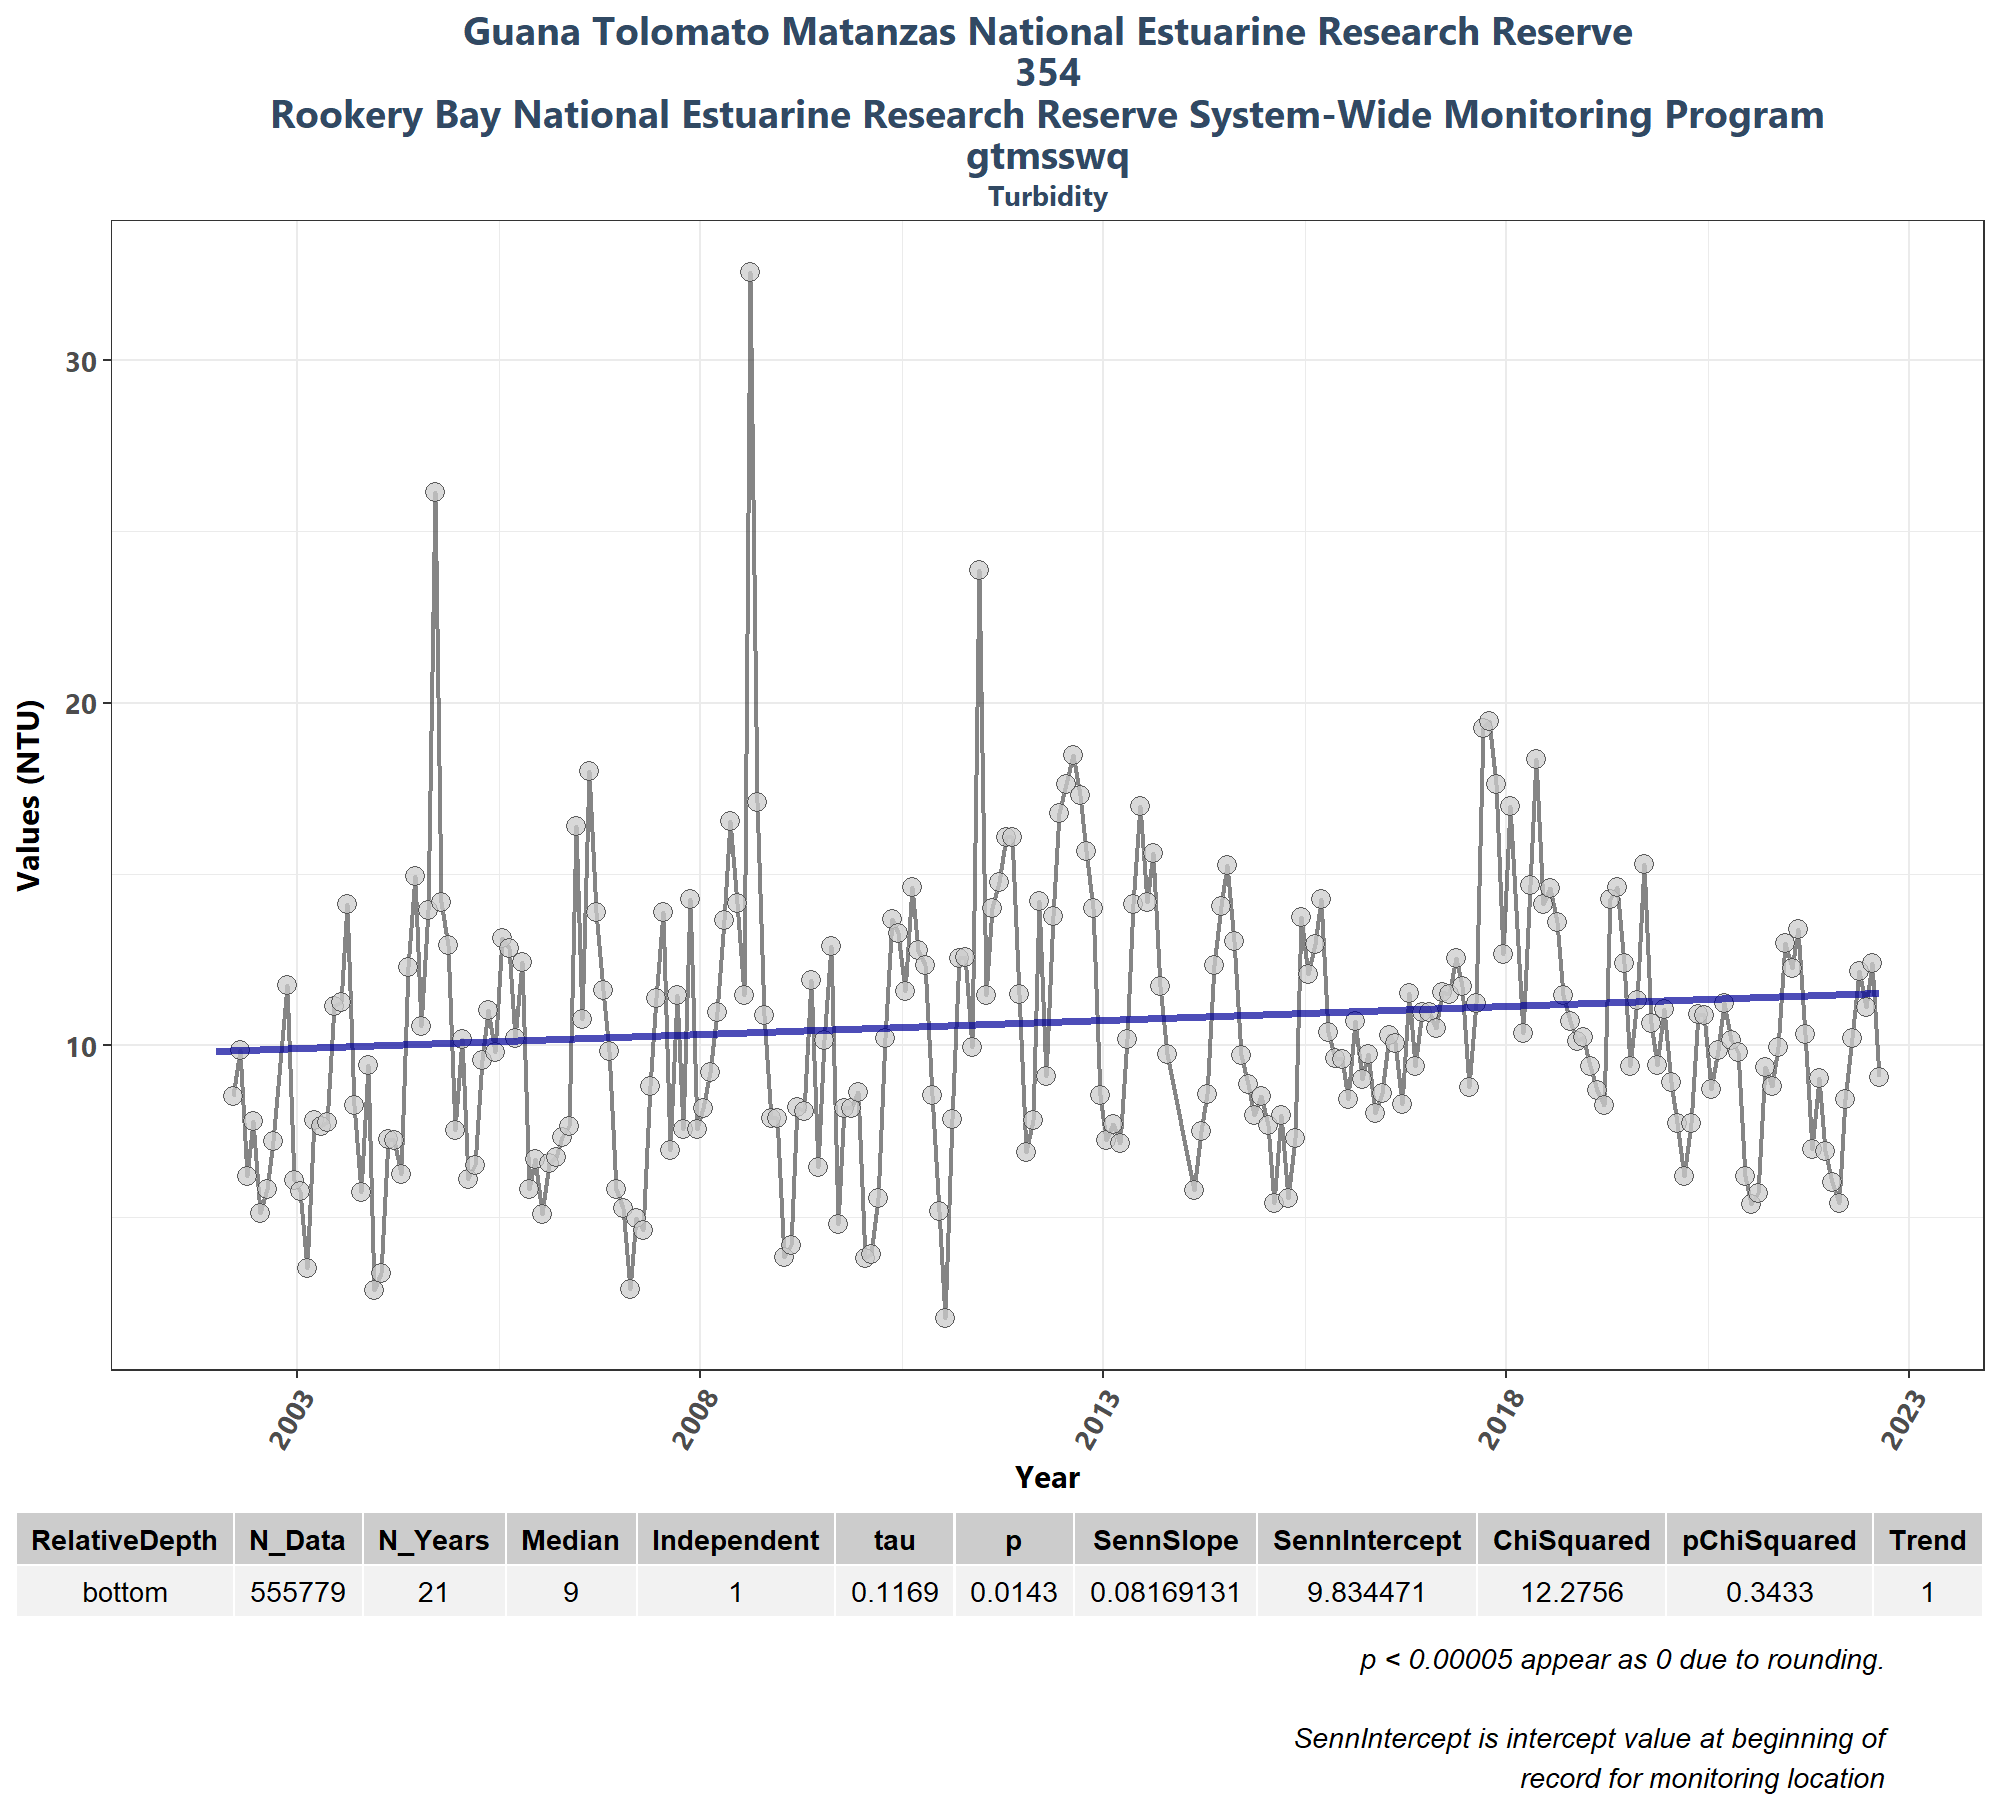 Guana Tolomato Matanzas National Estuarine Research Reserve
354
Rookery Bay National Estuarine Research Reserve System-Wide Monitoring Program
gtmsswq
Turbidity
30
20
10
Values (NTU)
2003 2008 2013 2018 2023
Year
RelativeDepth N_Data N_Years Median Independent tau p SennSlope SennIntercept ChiSquared pChiSquared Trend
bottom 555779 21 9 1 0.1169 0.0143 0.08169131 9.834471 12.2756 0.3433 1
p < 0.00005 appear as 0 due to rounding.
SennIntercept is intercept value at beginning of
record for monitoring location